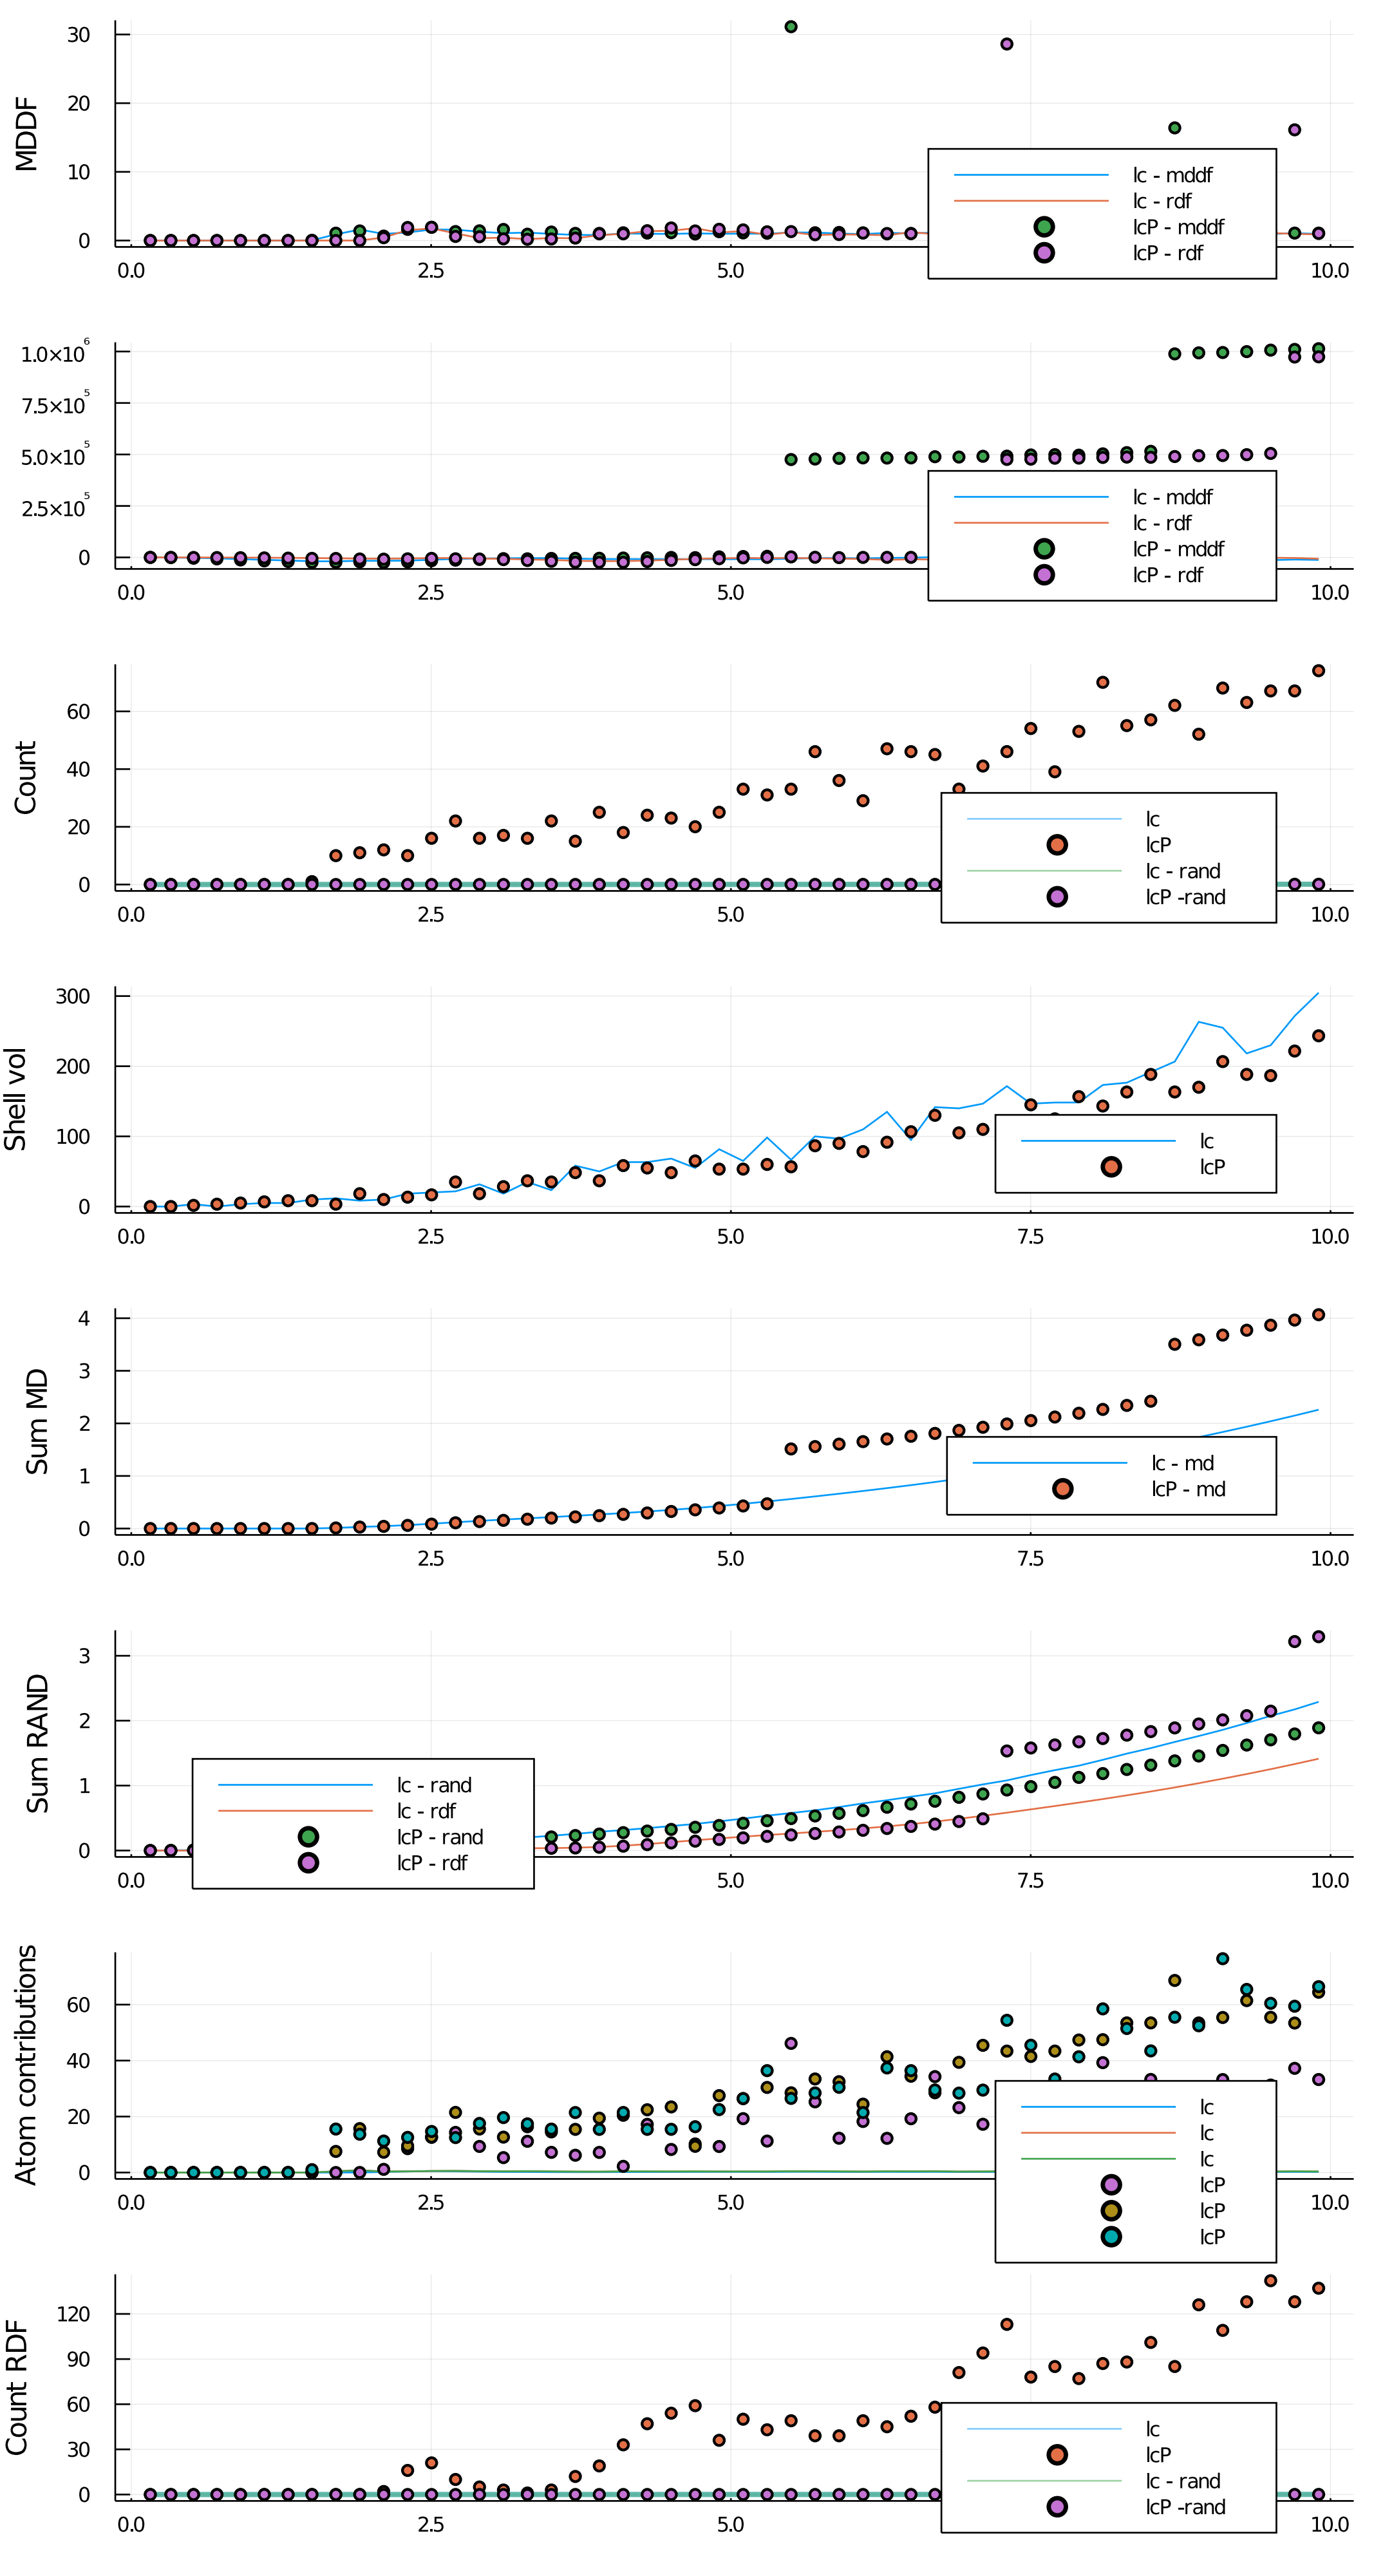 MDDF
30
20
10
0
lc - mddf
lc - rdf
lcP - mddf
lcP - rdf
0.0 2.5 5.0 10.0
1.0×10⁶
7.5×10⁵
5.0×10⁵
2.5×10⁵
0
lc - mddf
lc - rdf
lcP - mddf
lcP - rdf
0.0 2.5 5.0 10.0
Count
60
40
20
0
lc
lcP
lc - rand
lcP -rand
0.0 2.5 5.0 10.0
Shell vol
300
200
100
0
lc
lcP
0.0 2.5 5.0 7.5 10.0
Sum MD
4
3
2
1
0
lc - md
lcP - md
0.0 2.5 5.0 7.5 10.0
Sum RAND
3
2
1
0
lc - rand
lc - rdf
lcP - rand
lcP - rdf
0.0 5.0 7.5 10.0
Atom contributions
60
40
20
0
lc
lc
lc
lcP
lcP
lcP
0.0 2.5 5.0 10.0
Count RDF
120
90
60
30
0
lc
lcP
lc - rand
lcP -rand
0.0 2.5 5.0 7.5 10.0